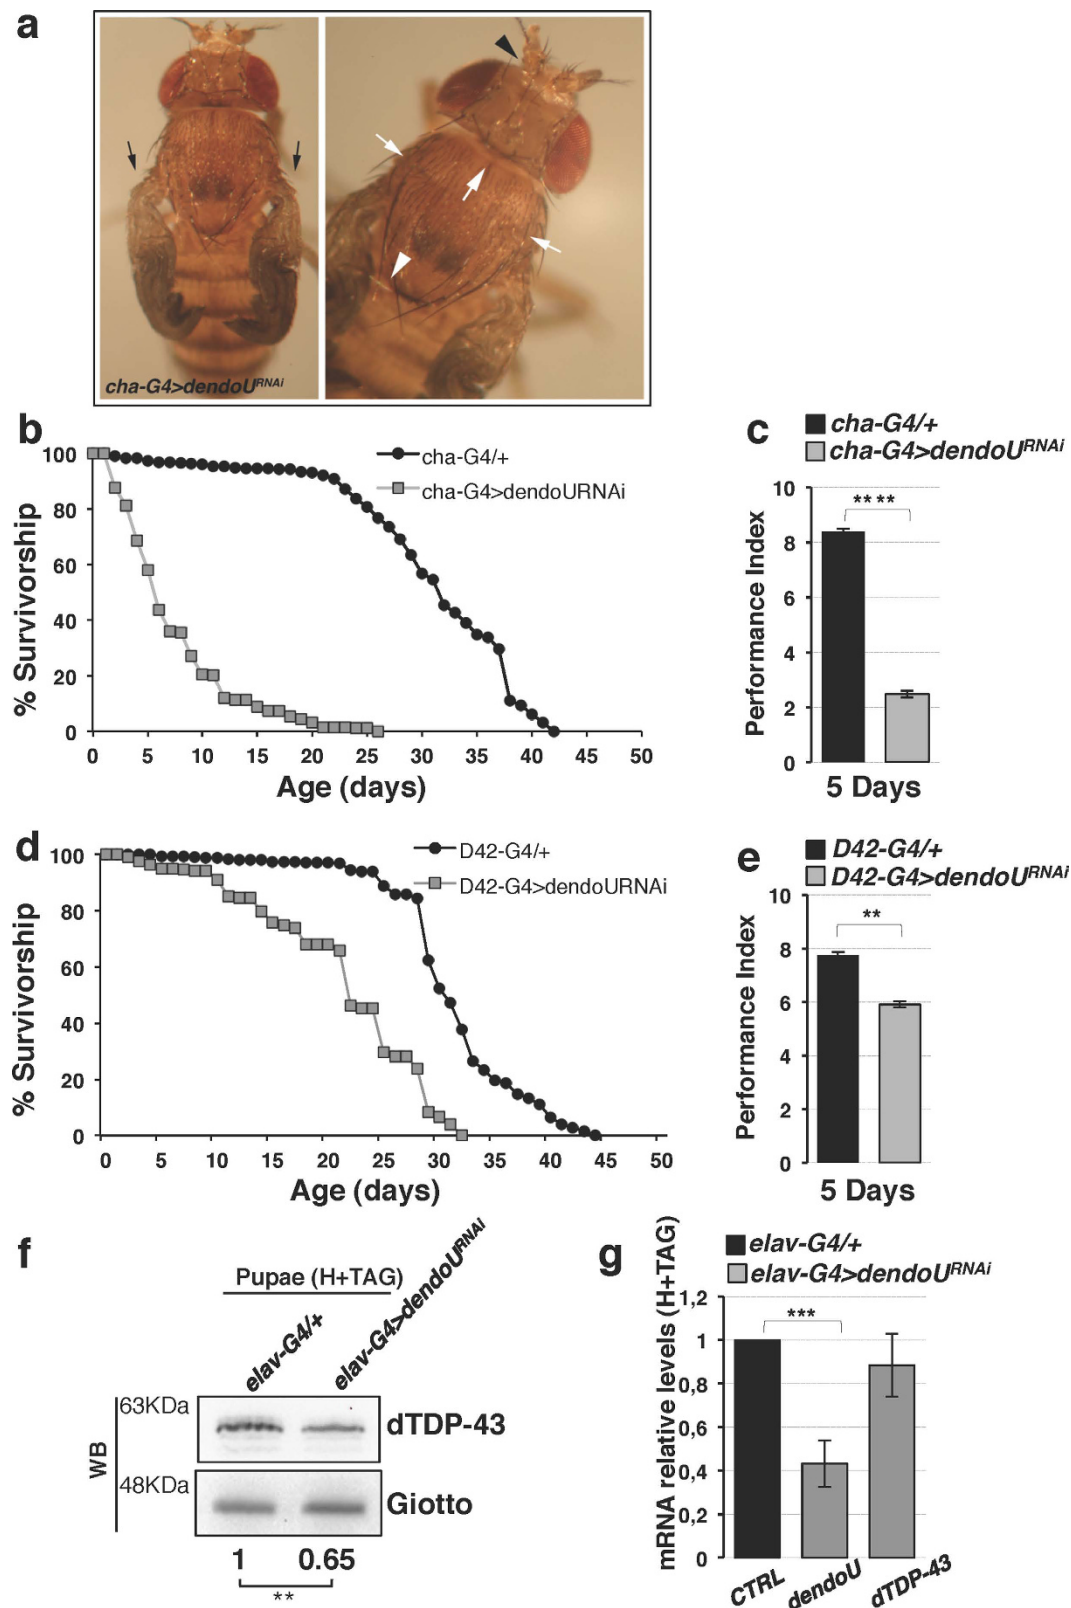 a
cha-G4>dendoU^RNAi
b
cha-G4/+
cha-G4>dendoURNAi
% Survivorship
100
80
60
40
20
0
0 5 10 15 20 25 30 35 40 45 50
Age (days)
c
cha-G4/+
cha-G4>dendoU^RNAi
Performance Index
10
8
6
4
2
0
** **
5 Days
d
D42-G4/+
D42-G4>dendoURNAi
% Survivorship
100
80
60
40
20
0
0 5 10 15 20 25 30 35 40 45 50
Age (days)
e
D42-G4/+
D42-G4>dendoU^RNAi
Performance Index
10
8
6
4
2
0
**
5 Days
f
Pupae (H+TAG)
elav-G4/+
elav-G4>dendoU^RNAi
WB
63KDa
dTDP-43
48KDa
Giotto
1 0.65
**
g
elav-G4/+
elav-G4>dendoU^RNAi
mRNA relative levels (H+TAG)
1,2
1
0,8
0,6
0,4
0,2
0
***
CTRL
dendoU
dTDP-43